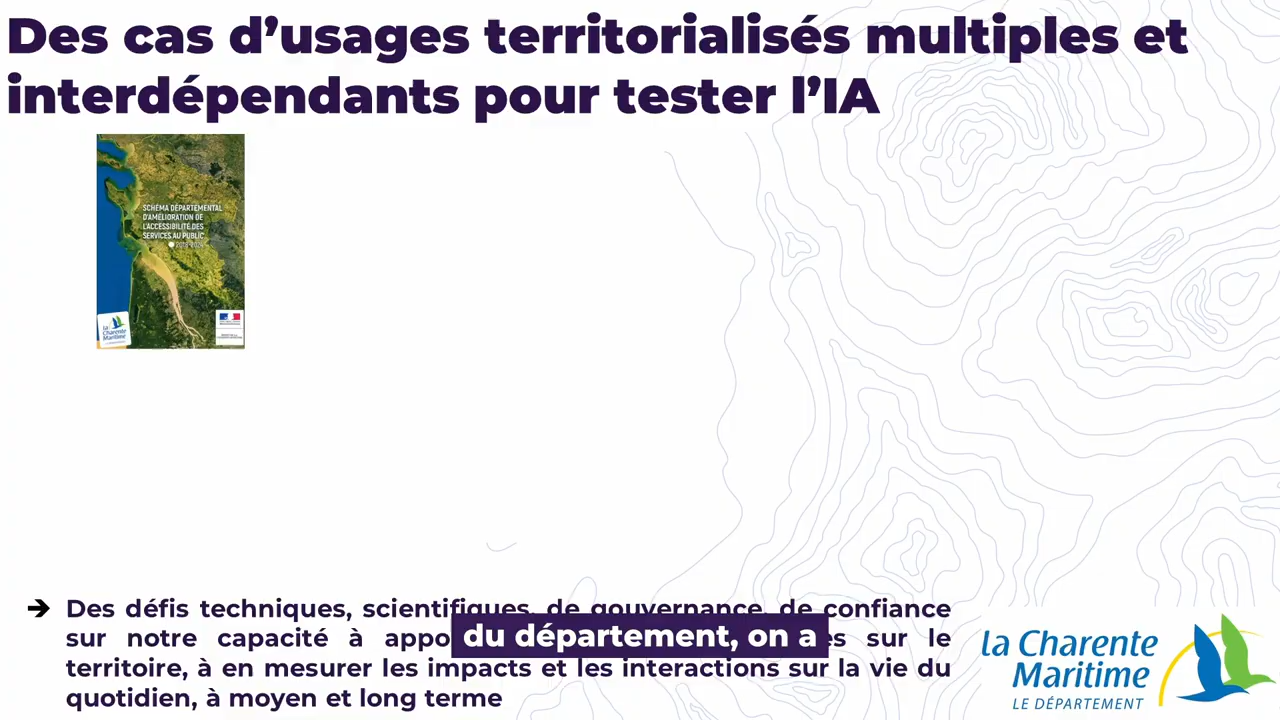 Des cas d’usages territorialisés multiples et
interdépendants pour tester l’IA
SCHÉMA DÉPARTEMENTAL
D'AMÉLIORATION DE
L'ACCESSIBILITÉ DES
SERVICES AU PUBLIC
La
Charente
Maritime
➔ Des défis techniques, scientifiques, de gouvernance, de confiance
sur notre capacité à du département, on a sur le
territoire, à en mesurer les impacts et les interactions sur la vie du
quotidien, à moyen et long terme
La Charente
Maritime
LE DÉPARTEMENT